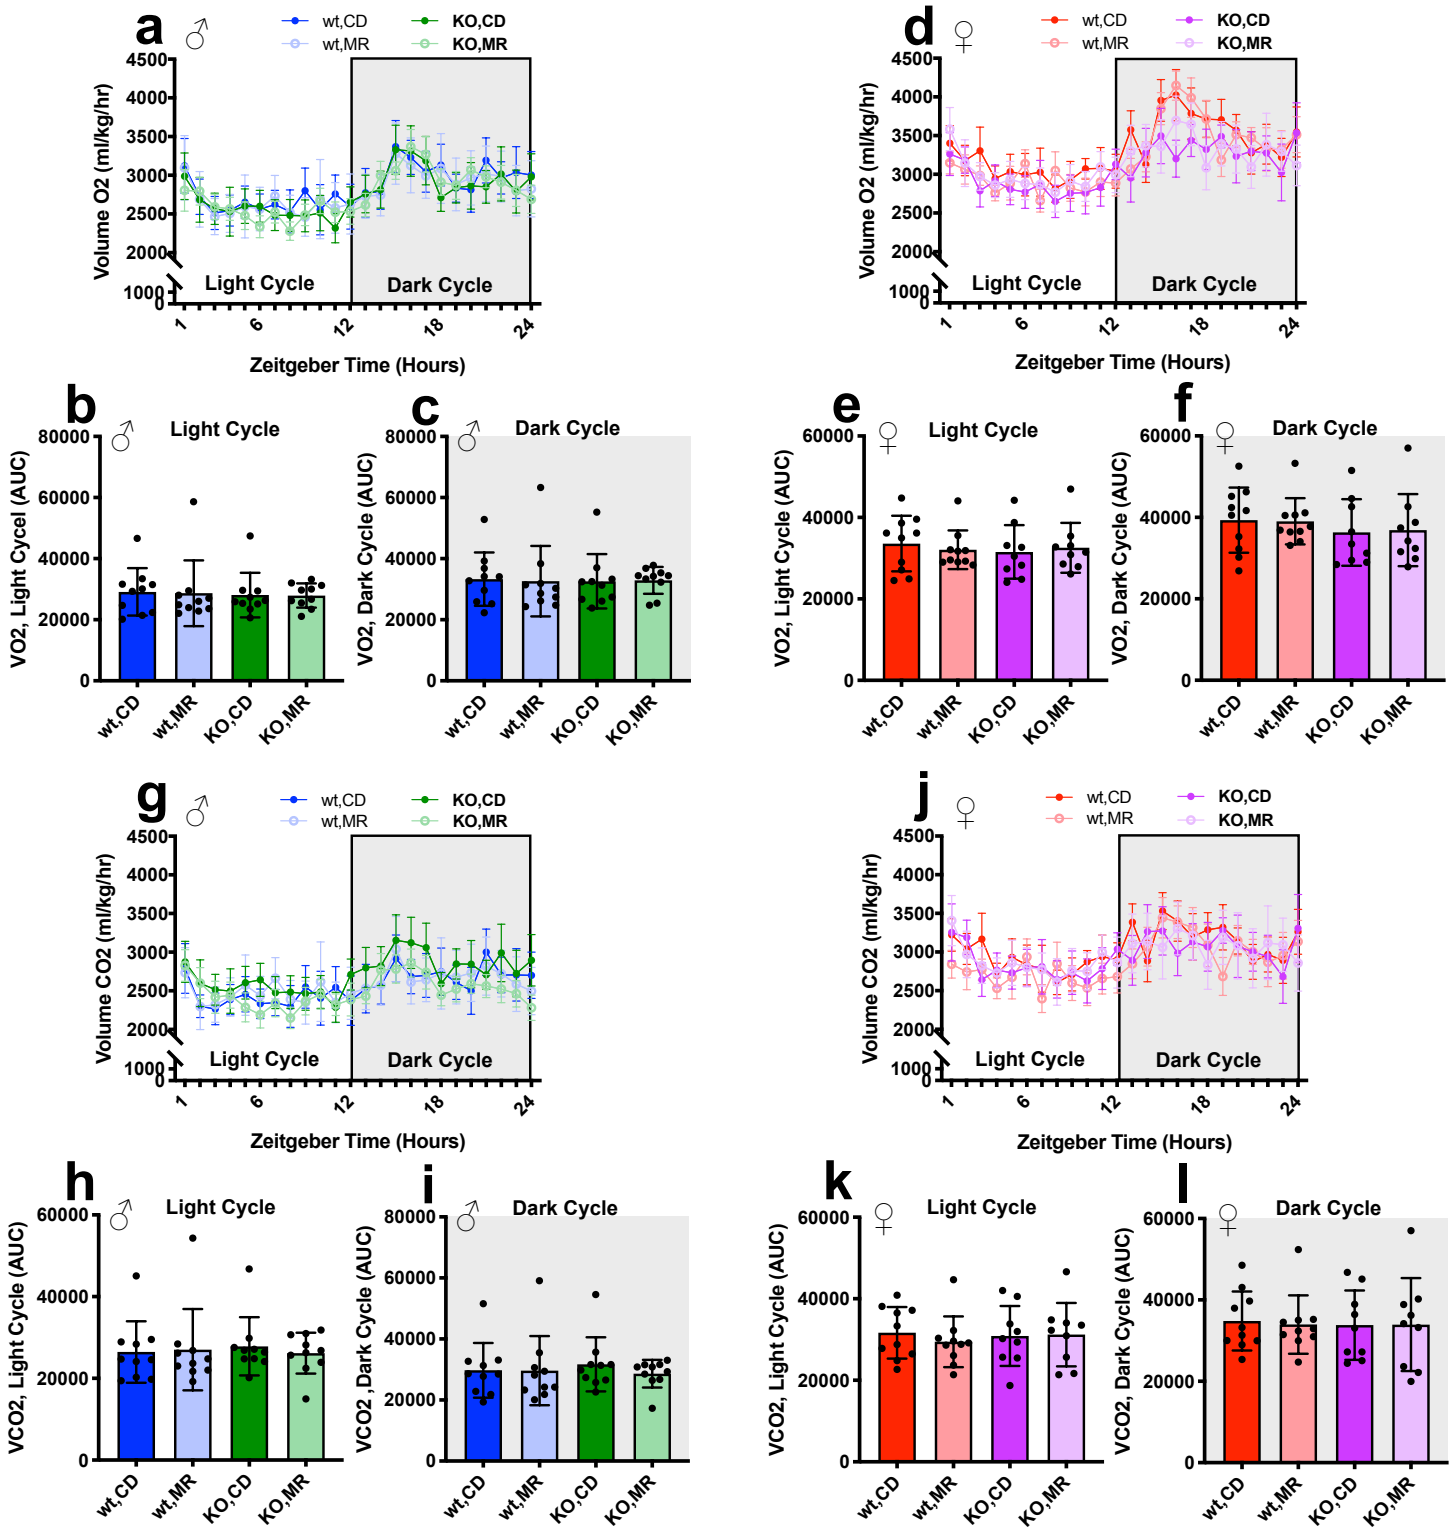 a
♂
wt,CD
KO,CD
wt,MR
KO,MR
Volume O2 (ml/kg/hr)
4500
4000
3500
3000
2500
2000
1000
0
Light Cycle
Dark Cycle
1
6
12
18
24
Zeitgeber Time (Hours)
d
♀
wt,CD
KO,CD
wt,MR
KO,MR
Volume O2 (ml/kg/hr)
4500
4000
3500
3000
2500
2000
1000
0
Light Cycle
Dark Cycle
1
6
12
18
24
Zeitgeber Time (Hours)
b
♂
Light Cycle
VO2, Light Cycel (AUC)
80000
60000
40000
20000
0
wt,CD
wt,MR
KO,CD
KO,MR
c
♂
Dark Cycle
VO2, Dark Cycle (AUC)
80000
60000
40000
20000
0
wt,CD
wt,MR
KO,CD
KO,MR
e
♀
Light Cycle
VO2, Light Cycle (AUC)
60000
40000
20000
0
wt,CD
wt,MR
KO,CD
KO,MR
f
♀
Dark Cycle
VO2, Dark Cycle (AUC)
60000
40000
20000
0
wt,CD
wt,MR
KO,CD
KO,MR
g
♂
wt,CD
KO,CD
wt,MR
KO,MR
Volume CO2 (ml/kg/hr)
4500
4000
3500
3000
2500
2000
1000
0
Light Cycle
Dark Cycle
1
6
12
18
24
Zeitgeber Time (Hours)
j
♀
wt,CD
KO,CD
wt,MR
KO,MR
Volume CO2 (ml/kg/hr)
4500
4000
3500
3000
2500
2000
1000
0
Light Cycle
Dark Cycle
1
6
12
18
24
Zeitgeber Time (Hours)
h
♂
Light Cycle
VCO2, Light Cycle (AUC)
60000
40000
20000
0
wt,CD
wt,MR
KO,CD
KO,MR
i
♂
Dark Cycle
VCO2 ,Dark Cycle (AUC)
80000
60000
40000
20000
0
wt,CD
wt,MR
KO,CD
KO,MR
k
♀
Light Cycle
VCO2, Light Cycle (AUC)
60000
40000
20000
0
wt,CD
wt,MR
KO,CD
KO,MR
l
♀
Dark Cycle
VCO2, Dark Cycle (AUC)
60000
40000
20000
0
wt,CD
wt,MR
KO,CD
KO,MR